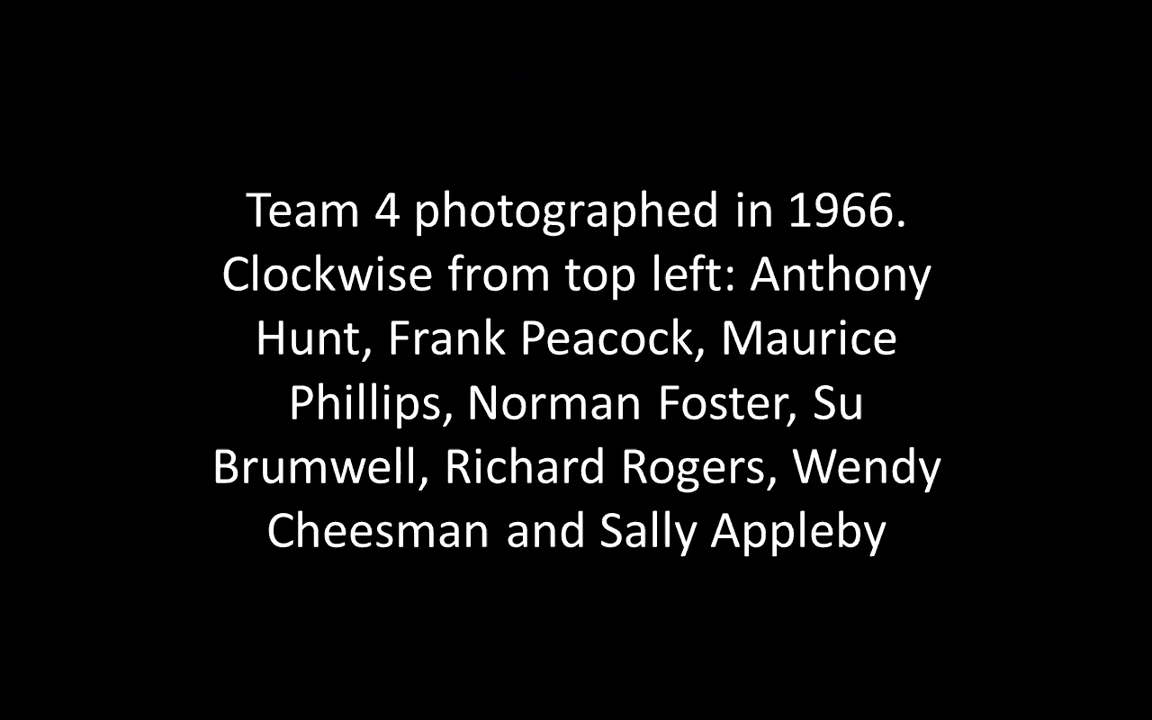 Team 4 photographed in 1966.
Clockwise from top left: Anthony
Hunt, Frank Peacock, Maurice
Phillips, Norman Foster, Su
Brumwell, Richard Rogers, Wendy
Cheesman and Sally Appleby